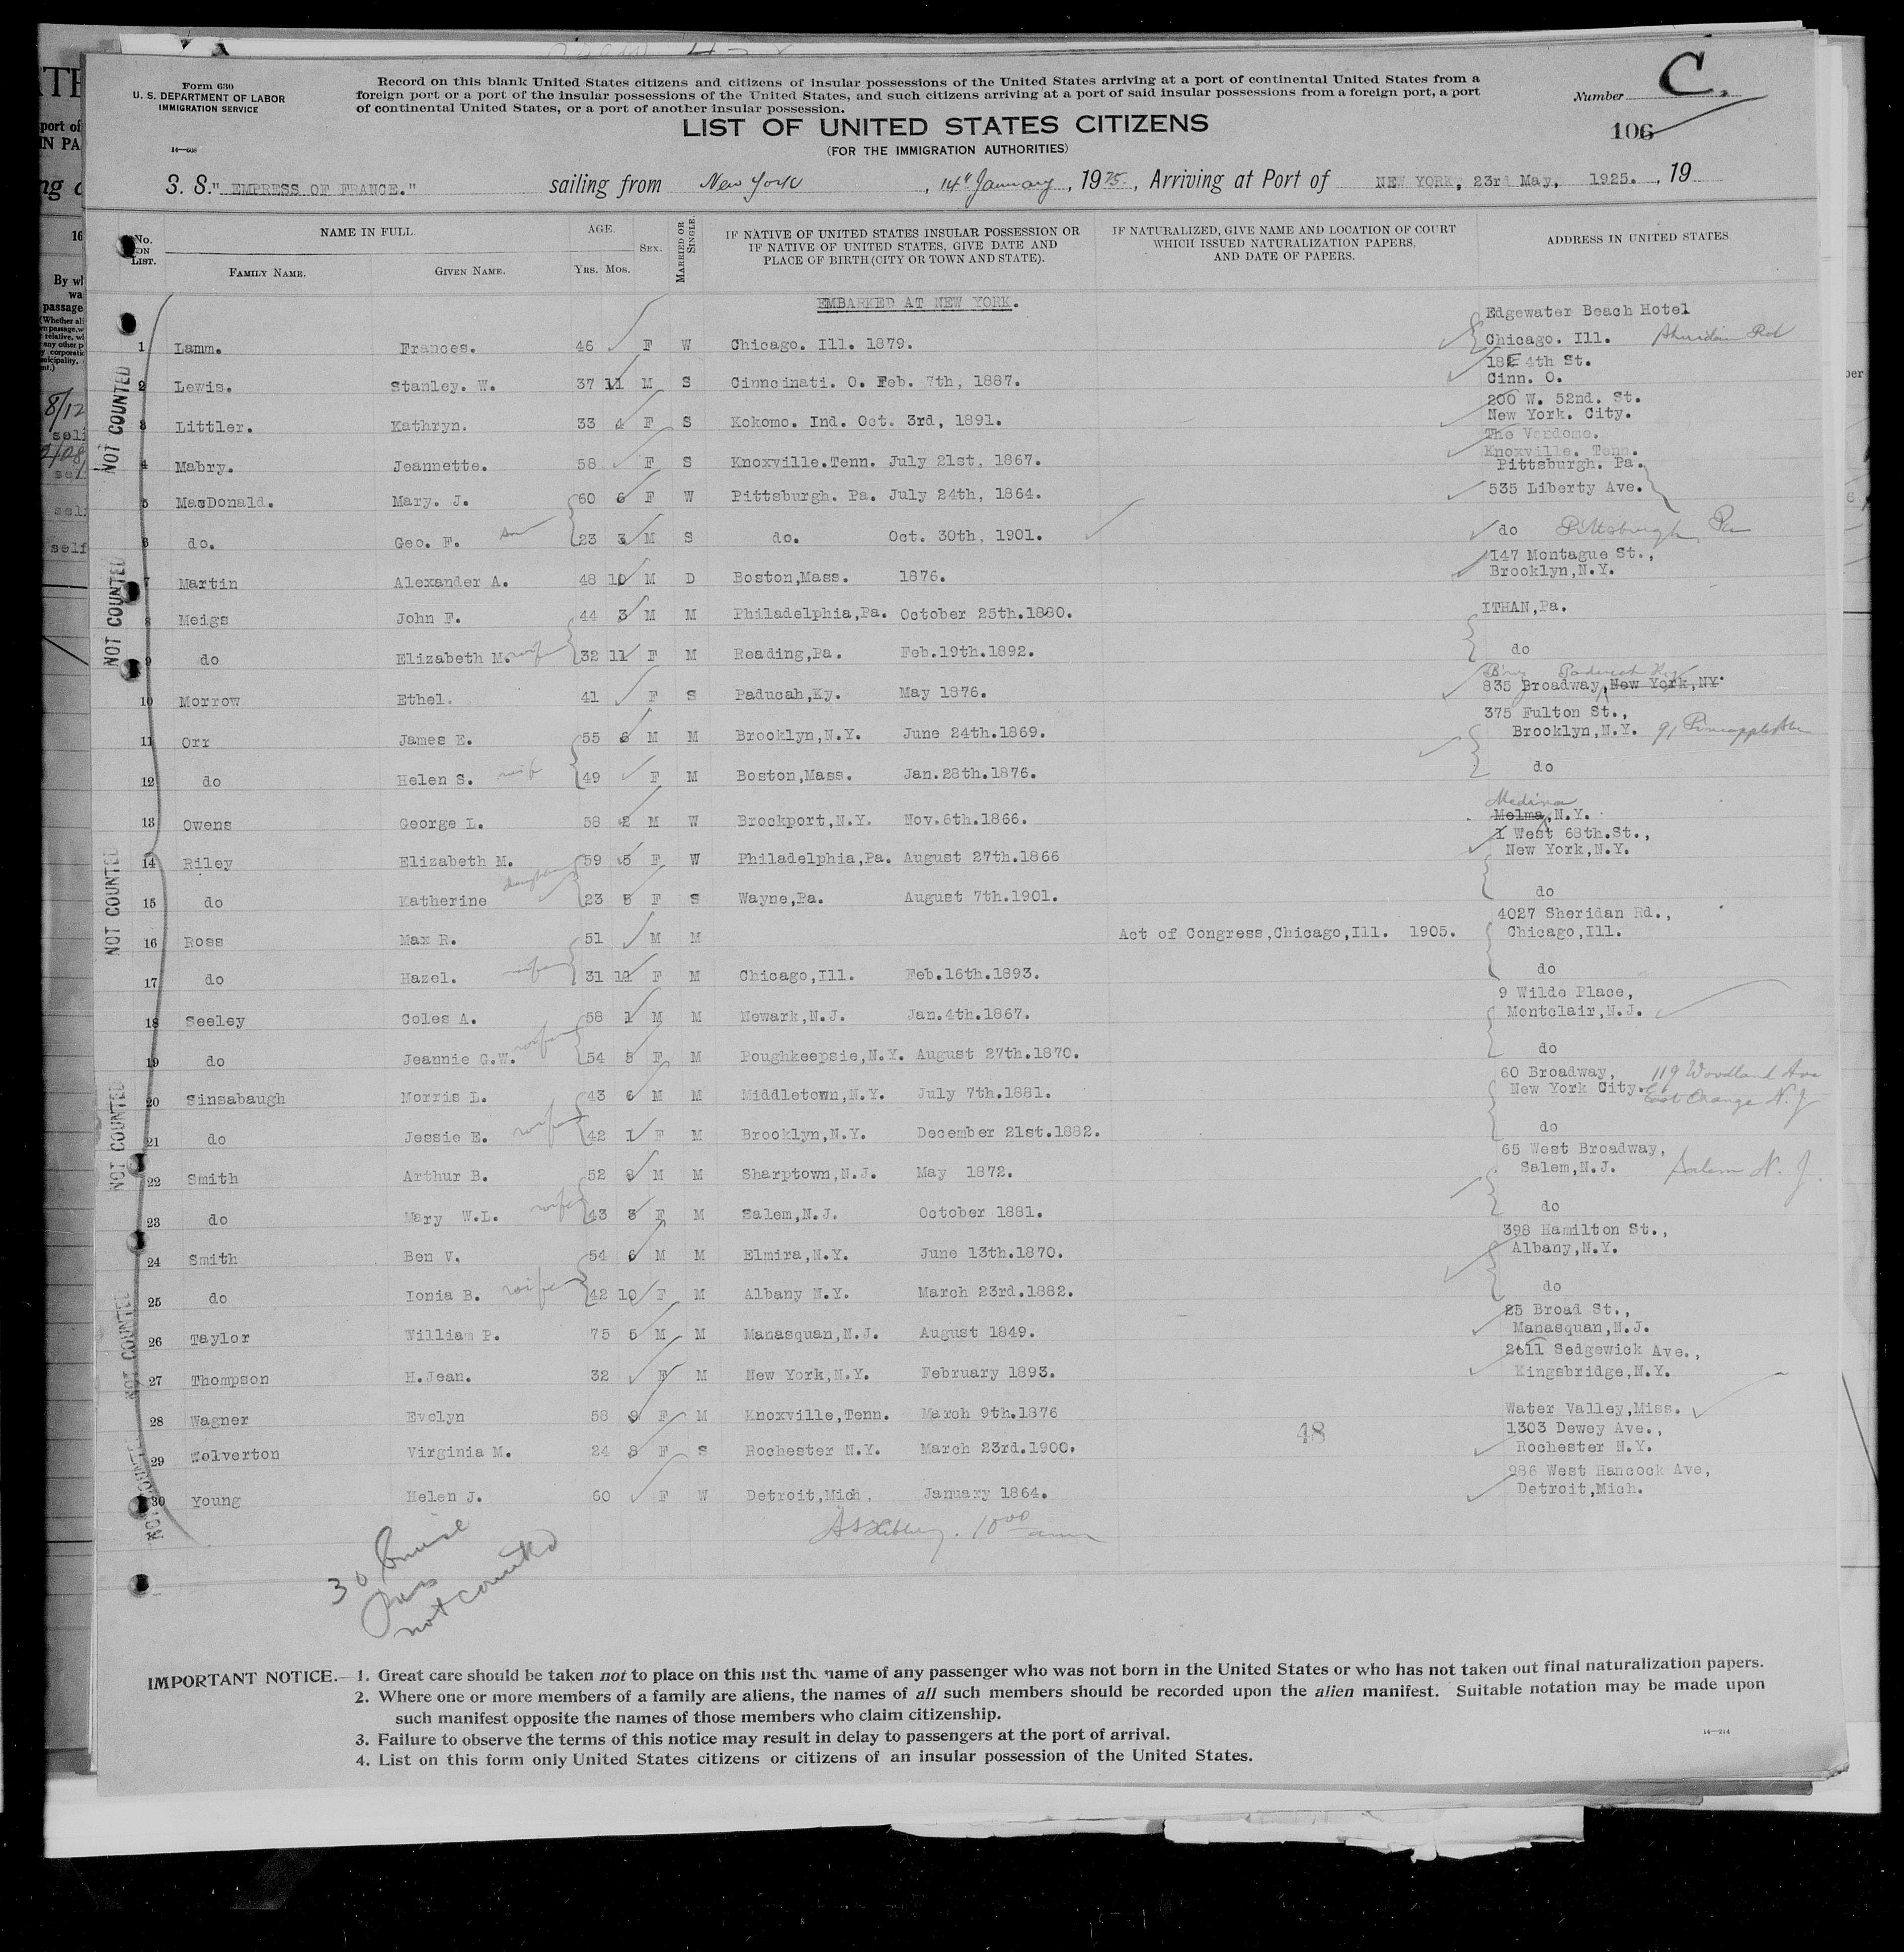 Form 630
U. S. DEPARTMENT OF LABOR
IMMIGRATION SERVICE
14—608
Record on this blank United States citizens and citizens of insular possessions of the United States arriving at a port of continental United States from a
foreign port or a port of the insular possessions of the United States, and such citizens arriving at a port of said insular possessions from a foreign port, a port
of continental United States, or a port of another insular possession.
Number C.
106
LIST OF UNITED STATES CITIZENS
(FOR THE IMMIGRATION AUTHORITIES)
S. S. "EMPRESS OF FRANCE." sailing from New York, 14th January, 1925, Arriving at Port of NEW YORK, 23rd May, 1925., 19
No. ON LIST. NAME IN FULL. FAMILY NAME. GIVEN NAME. AGE. YRS. MOS. SEX. MARRIED OR SINGLE. IF NATIVE OF UNITED STATES INSULAR POSSESSION OR IF NATIVE OF UNITED STATES, GIVE DATE AND PLACE OF BIRTH (CITY OR TOWN AND STATE). IF NATURALIZED, GIVE NAME AND LOCATION OF COURT WHICH ISSUED NATURALIZATION PAPERS, AND DATE OF PAPERS. ADDRESS IN UNITED STATES
EMBARKED AT NEW YORK.
1 Lamm. Frances. 46 F W Chicago. Ill. 1879. Edgewater Beach Hotel Chicago. Ill. Sheridan Rd
2 Lewis. Stanley. W. 37 11 M S Cinncinati. O. Feb. 7th, 1887. 18E 4th St. Cinn. O.
3 Littler. Kathryn. 33 4 F S Kokomo. Ind. Oct. 3rd, 1891. 200 W. 52nd. St. New York. City.
4 Mabry. Jeannette. 58 F S Knoxville.Tenn. July 21st, 1867. The Vendome. Knoxville. Tenn.
5 MacDonald. Mary. J. 60 6 F W Pittsburgh. Pa. July 24th, 1864. Pittsburgh. Pa. 535 Liberty Ave.
6 do. Geo. F. son 23 3 M S do. Oct. 30th, 1901. do Pittsburgh, Pa
7 Martin Alexander A. 48 10 M D Boston,Mass. 1876. 147 Montague St., Brooklyn,N.Y.
8 Meigs John F. 44 3 M M Philadelphia,Pa. October 25th.1880. ITHAN,Pa.
9 do Elizabeth M. wife 32 11 F M Reading,Pa. Feb.19th.1892. do
10 Morrow Ethel. 41 F S Paducah,Ky. May 1876. 835 Broadway,New York,NY. Paducah Ky
11 Orr James E. 55 6 M M Brooklyn,N.Y. June 24th.1869. 375 Fulton St., Brooklyn,N.Y. 91 Pineapple
12 do Helen S. wife 49 F M Boston,Mass. Jan.28th.1876. do
13 Owens George L. 58 2 M W Brockport,N.Y. Nov.6th.1866. Medina Melma,N.Y.
14 Riley Elizabeth M. 59 5 F W Philadelphia,Pa. August 27th.1866 1 West 68th.St., New York,N.Y.
15 do Katherine daughter 23 5 F S Wayne,Pa. August 7th.1901. do
16 Ross Max R. 51 M M Act of Congress,Chicago,Ill. 1905. 4027 Sheridan Rd., Chicago,Ill.
17 do Hazel. wife 31 11 F M Chicago,Ill. Feb.16th.1893. do
18 Seeley Coles A. 58 1 M M Newark,N.J. Jan.4th.1867. 9 Wilde Place, Montclair,N.J.
19 do Jeannie G.W. wife 54 5 F M Poughkeepsie,N.Y. August 27th.1870. do
20 Sinsabaugh Morris L. 43 6 M M Middletown,N.Y. July 7th.1881. 60 Broadway, New York City. 119 Woodland Ave East Orange N.J
21 do Jessie E. wife 42 1 F M Brooklyn,N.Y. December 21st.1882. do
22 Smith Arthur B. 52 8 M M Sharptown,N.J. May 1872. 65 West Broadway, Salem,N.J. Salem N. J.
23 do Mary W.L. wife 43 3 F M Salem,N.J. October 1881. do
24 Smith Ben V. 54 6 M M Elmira,N.Y. June 13th.1870. 398 Hamilton St., Albany,N.Y.
25 do Ionia B. wife 42 10 F M Albany N.Y. March 23rd.1882. do
26 Taylor William P. 75 5 M M Manasquan,N.J. August 1849. 25 Broad St., Manasquan,N.J.
27 Thompson H.Jean. 32 F M New York,N.Y. February 1893. 2611 Sedgewick Ave., Kingsbridge,N.Y.
28 Wagner Evelyn 58 9 F M Knoxville,Tenn. March 9th.1876 Water Valley,Miss.
48
29 Wolverton Virginia M. 24 8 F S Rochester N.Y. March 23rd.1900. 1303 Dewey Ave., Rochester N.Y.
30 Young Helen J. 60 F W Detroit,Mich. January 1864. 986 West Hancock Ave, Detroit,Mich.
NOT COUNTED
NOT COUNTED
NOT COUNTED
NOT COUNTED
NOT COUNTED
NOT COUNTED
30 Cruise
not counted
IMPORTANT NOTICE.—1. Great care should be taken not to place on this list the name of any passenger who was not born in the United States or who has not taken out final naturalization papers.
2. Where one or more members of a family are aliens, the names of all such members should be recorded upon the alien manifest. Suitable notation may be made upon
such manifest opposite the names of those members who claim citizenship.
3. Failure to observe the terms of this notice may result in delay to passengers at the port of arrival.
4. List on this form only United States citizens or citizens of an insular possession of the United States.
14—214